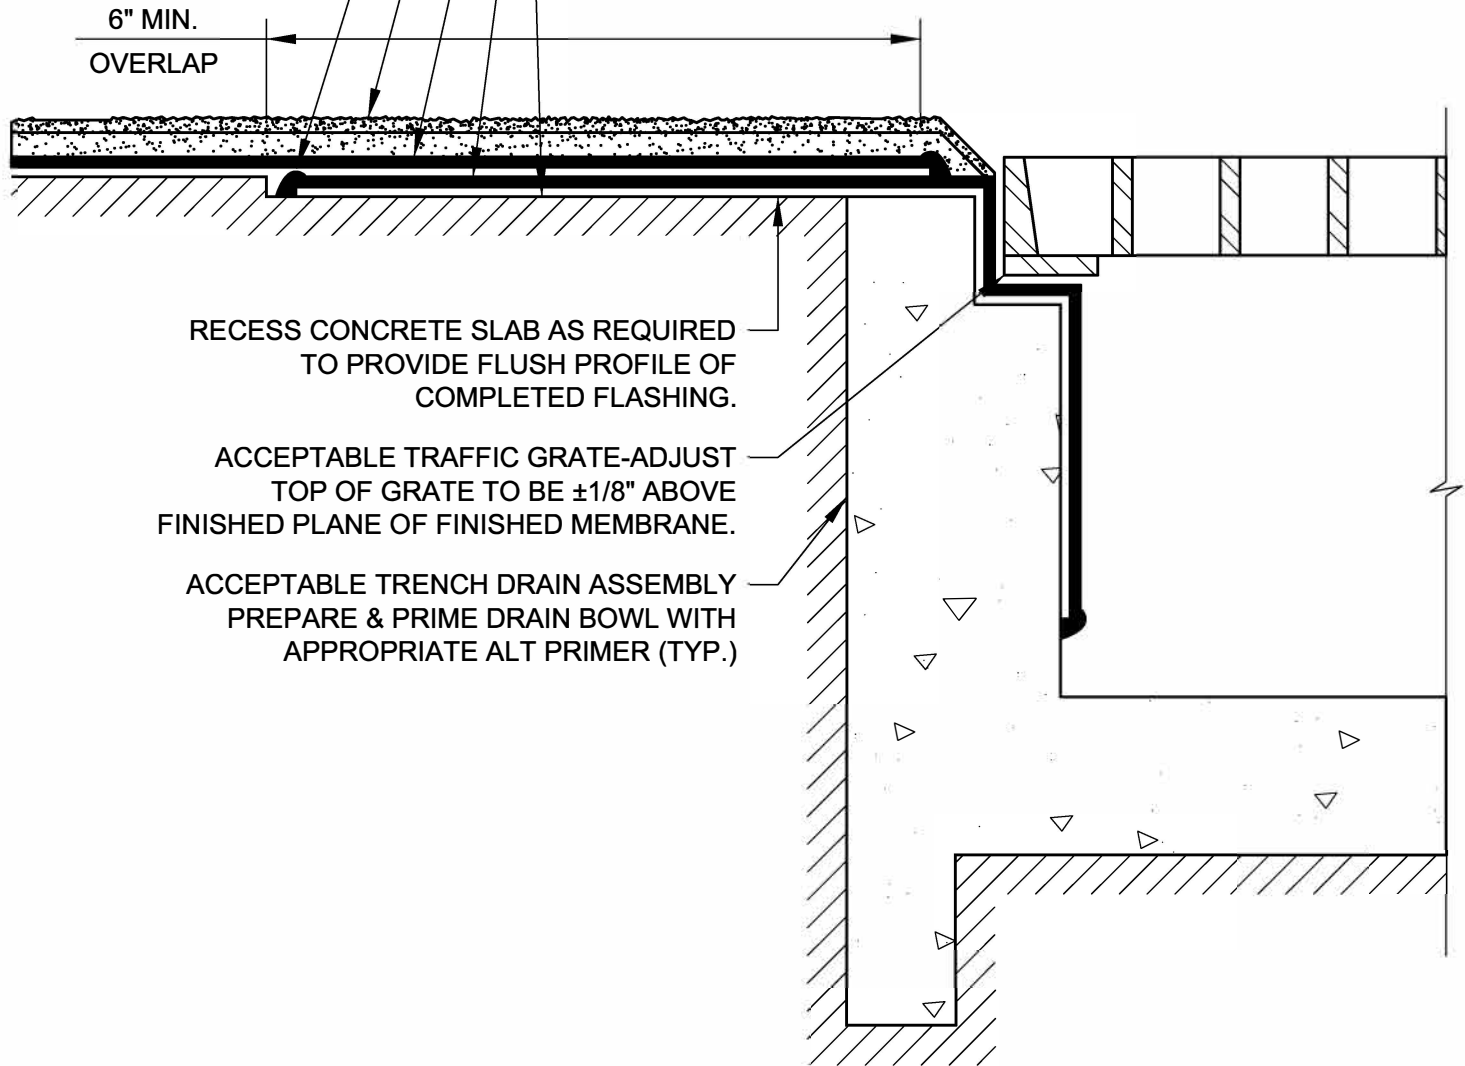 6" MIN.
OVERLAP
RECESS CONCRETE SLAB AS REQUIRED
TO PROVIDE FLUSH PROFILE OF
COMPLETED FLASHING.
ACCEPTABLE TRAFFIC GRATE-ADJUST
TOP OF GRATE TO BE ±1/8" ABOVE
FINISHED PLANE OF FINISHED MEMBRANE.
ACCEPTABLE TRENCH DRAIN ASSEMBLY
PREPARE & PRIME DRAIN BOWL WITH
APPROPRIATE ALT PRIMER (TYP.)